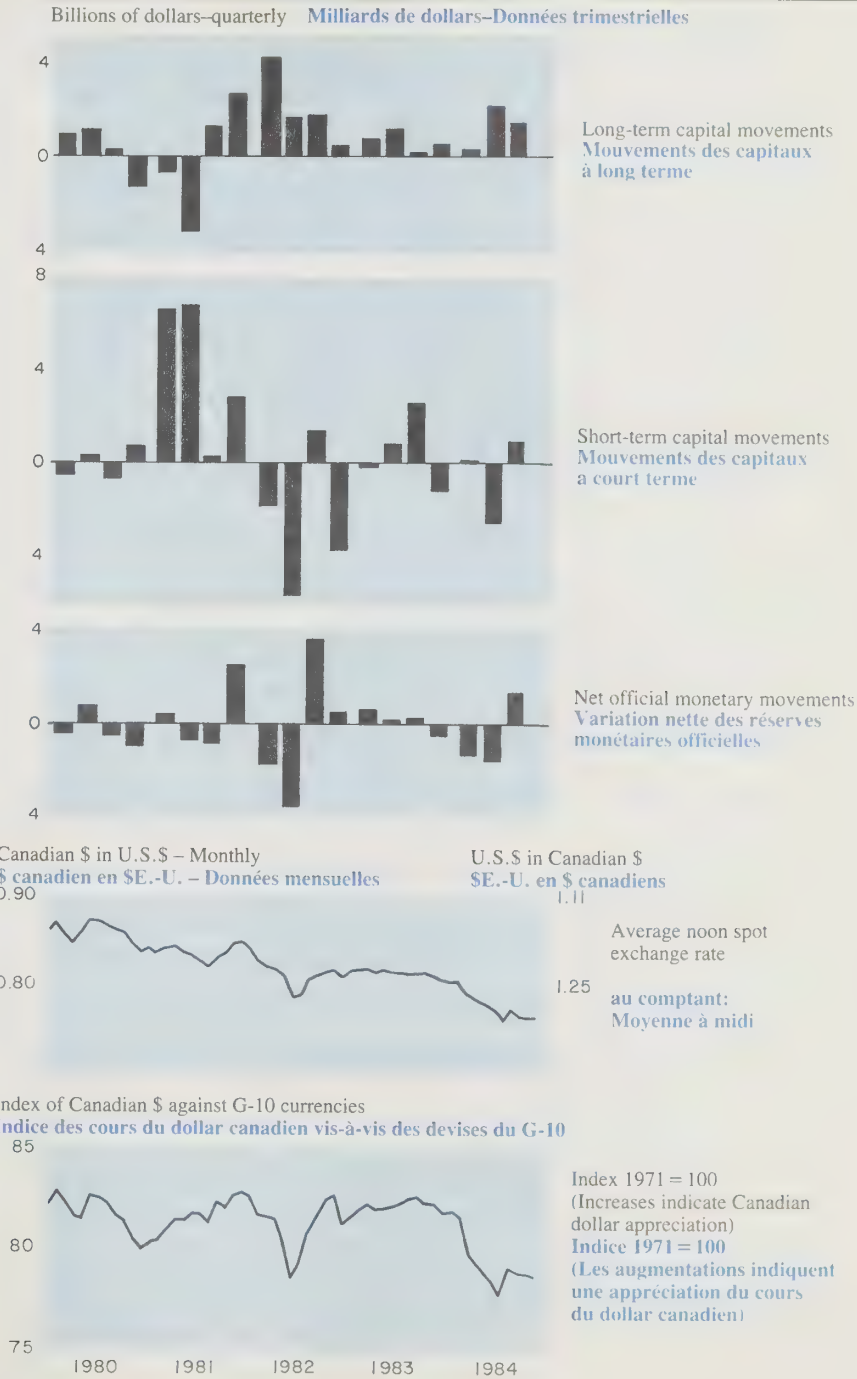 Billions of dollars–quarterly Milliards de dollars–Données trimestrielles
4
0
4
Long-term capital movements
Mouvements des capitaux
à long terme
8
4
0
4
Short-term capital movements
Mouvements des capitaux
a court terme
4
0
4
Net official monetary movements
Variation nette des réserves
monétaires officielles
Canadian $ in U.S.$ – Monthly
$ canadien en $E.-U. – Données mensuelles
U.S.$ in Canadian $
$E.-U. en $ canadiens
0.90
1.11
0.80
1.25
Average noon spot
exchange rate
au comptant:
Moyenne à midi
ndex of Canadian $ against G-10 currencies
ndice des cours du dollar canadien vis-à-vis des devises du G-10
85
80
75
Index 1971 = 100
(Increases indicate Canadian
dollar appreciation)
Indice 1971 = 100
(Les augmentations indiquent
une appréciation du cours
du dollar canadien)
1980 1981 1982 1983 1984